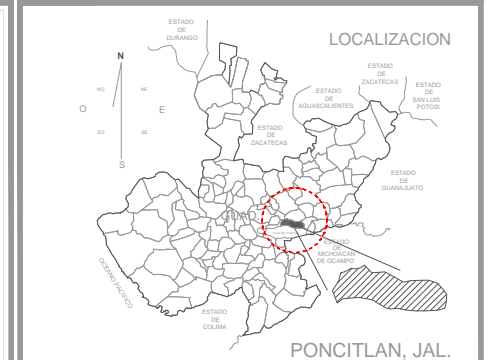 LOCALIZACION
ESTADO
DE
DURANGO
N
NO
NE
O
E
SO
SE
S
ESTADO
DE
ZACATECAS
ESTADO
DE
AGUASCALIENTES
ESTADO
DE
ZACATECAS
ESTADO
DE
SAN LUIS
POTOSI
ESTADO
DE
GUANAJUATO
GUAD.
ESTADO
DE
MICHOACAN
DE OCAMPO
OCEANO PACIFICO
ESTADO
DE
COLIMA
PONCITLAN, JAL.